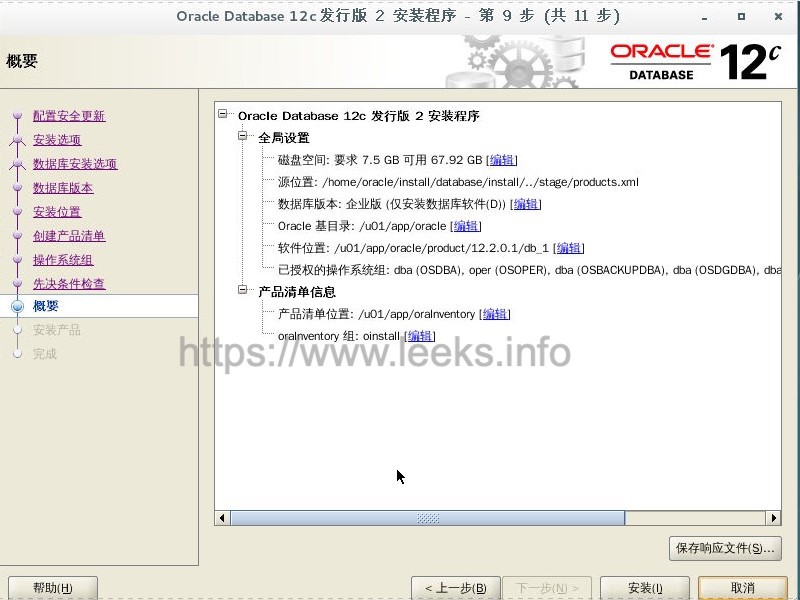 Oracle Database 12c 发行版 2 安装程序 - 第 9 步 (共 11 步)
概要
ORACLE
DATABASE
12c
配置安全更新
安装选项
数据库安装选项
数据库版本
安装位置
创建产品清单
操作系统组
先决条件检查
概要
安装产品
完成
Oracle Database 12c 发行版 2 安装程序
全局设置
磁盘空间: 要求 7.5 GB 可用 67.92 GB [编辑]
源位置: /home/oracle/install/database/install/../stage/products.xml
数据库版本: 企业版 (仅安装数据库软件(D)) [编辑]
Oracle 基目录: /u01/app/oracle [编辑]
软件位置: /u01/app/oracle/product/12.2.0.1/db_1 [编辑]
已授权的操作系统组: dba (OSDBA), oper (OSOPER), dba (OSBACKUPDBA), dba (OSDGDBA), dba
产品清单信息
产品清单位置: /u01/app/oraInventory [编辑]
oraInventory 组: oinstall [编辑]
https://www.leeks.info
保存响应文件(S)...
帮助(H)
< 上一步(B)
下一步(N) >
安装(I)
取消